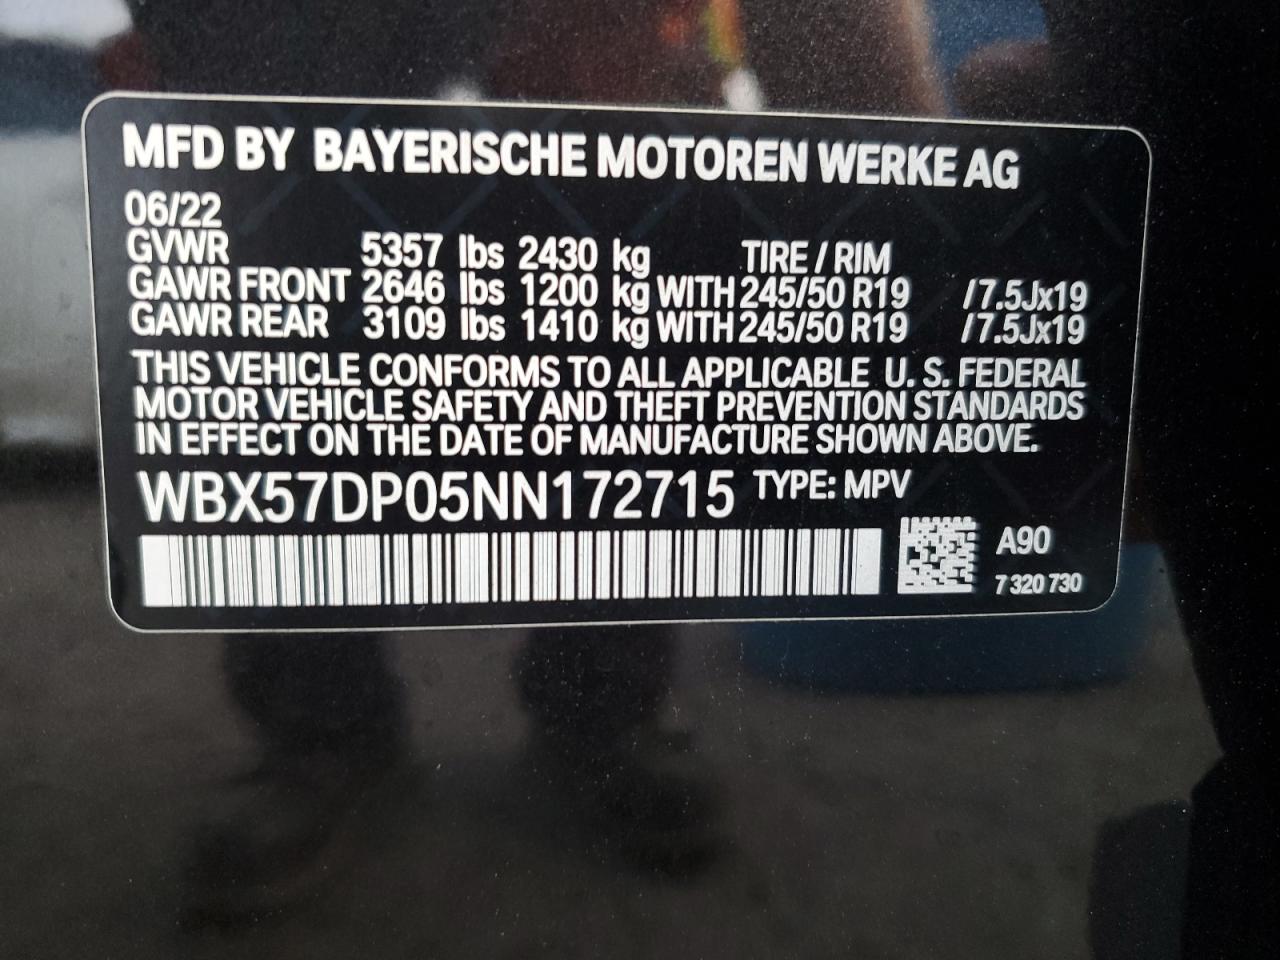 MFD BY BAYERISCHE MOTOREN WERKE AG
06/22
GVWR 5357 lbs 2430 kg TIRE / RIM
GAWR FRONT 2646 lbs 1200 kg WITH 245/50 R19 /7.5Jx19
GAWR REAR 3109 lbs 1410 kg WITH 245/50 R19 /7.5Jx19
THIS VEHICLE CONFORMS TO ALL APPLICABLE U. S. FEDERAL
MOTOR VEHICLE SAFETY AND THEFT PREVENTION STANDARDS
IN EFFECT ON THE DATE OF MANUFACTURE SHOWN ABOVE.
WBX57DP05NN172715 TYPE: MPV
A90
7 320 730